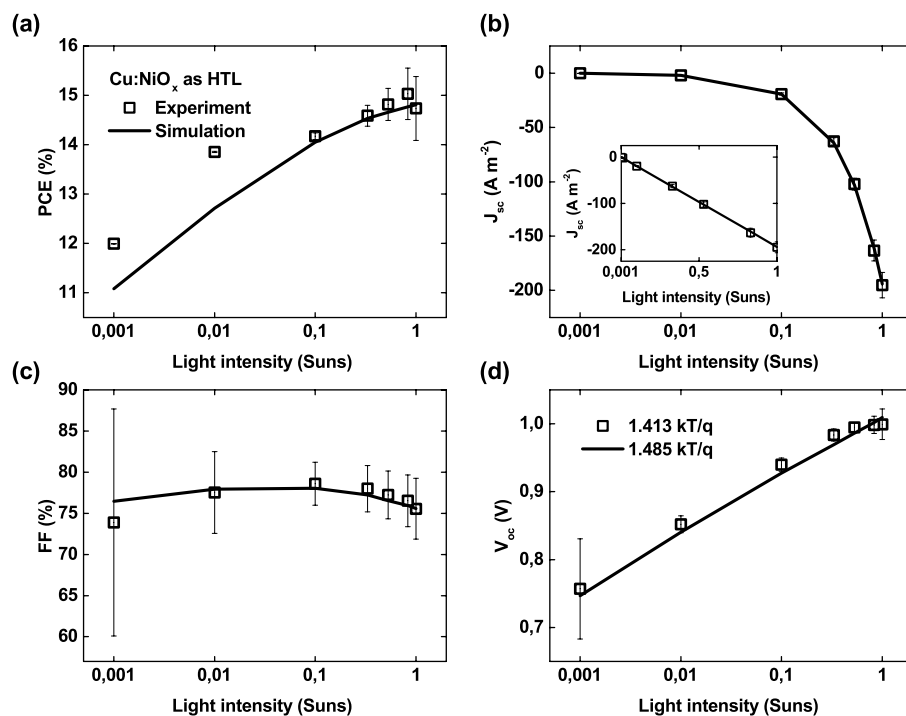 (a)
16
15
14
13
12
11
PCE (%)
Cu:NiOx as HTL
Experiment
Simulation
0,001 0,01 0,1 1
Light intensity (Suns)
(b)
0
-50
-100
-150
-200
Jsc (A m-2)
0
-100
-200
Jsc (A m-2)
0,001 0,5 1
Light intensity (Suns)
0,001 0,01 0,1 1
Light intensity (Suns)
(c)
90
85
80
75
70
65
60
FF (%)
0,001 0,01 0,1 1
Light intensity (Suns)
(d)
1,0
0,9
0,8
0,7
Voc (V)
1.413 kT/q
1.485 kT/q
0,001 0,01 0,1 1
Light intensity (Suns)